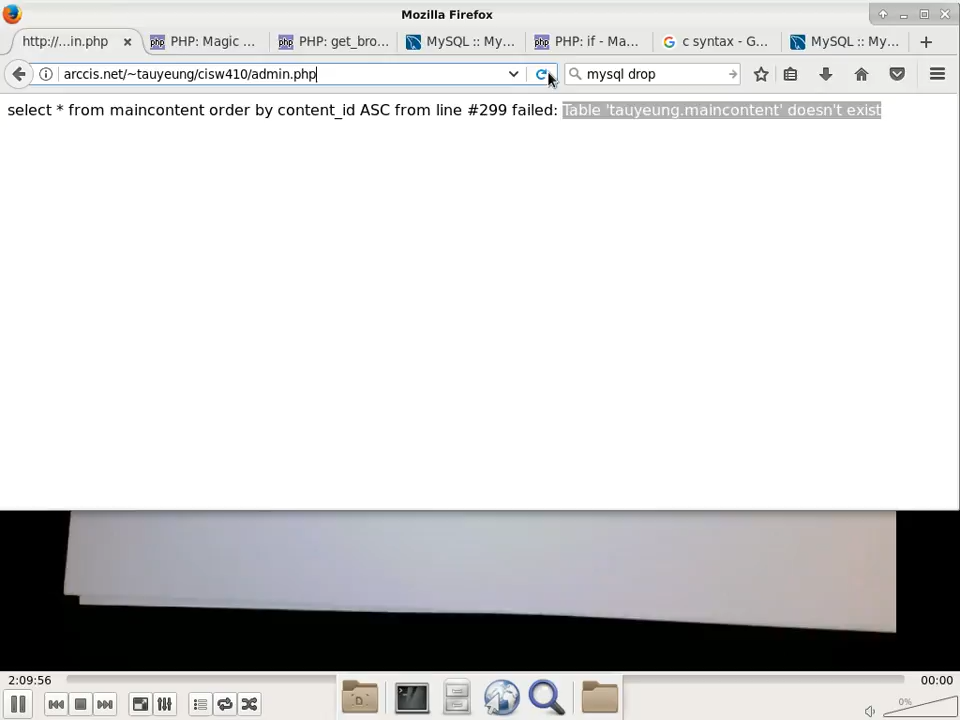 Mozilla Firefox
http://...in.php
PHP: Magic ...
PHP: get_bro...
MySQL :: My...
PHP: if - Ma...
c syntax - G...
MySQL :: My...
arccis.net/~tauyeung/cisw410/admin.php
mysql drop
select * from maincontent order by content_id ASC from line #299 failed: Table 'tauyeung.maincontent' doesn't exist
2:09:56
00:00
0%